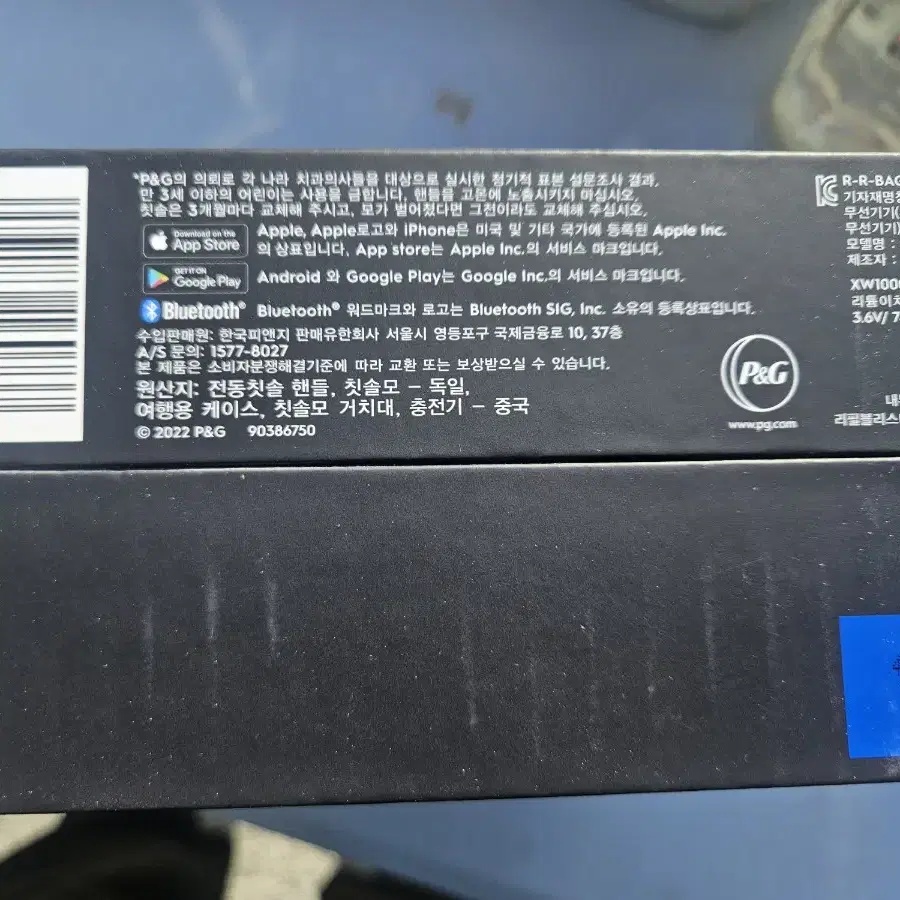 *P&G의 의뢰로 각 나라 치과의사들을 대상으로 실시한 정기적 표본 설문조사 결과,
만 3세 이하의 어린이는 사용을 금합니다. 핸들을 고온에 노출시키지 마십시오.
칫솔은 3개월마다 교체해 주시고, 모가 벌어졌다면 그전이라도 교체해 주십시오.
Download on the
App Store
Apple, Apple로고와 iPhone은 미국 및 기타 국가에 등록된 Apple Inc.
의 상표입니다. App store는 Apple Inc.의 서비스 마크입니다.
GET IT ON
Google Play
Android 와 Google Play는 Google Inc.의 서비스 마크입니다.
Bluetooth®
Bluetooth® 워드마크와 로고는 Bluetooth SIG, Inc. 소유의 등록상표입니다.
수입판매원: 한국피앤지 판매유한회사 서울시 영등포구 국제금융로 10, 37층
A/S 문의: 1577-8027
본 제품은 소비자분쟁해결기준에 따라 교환 또는 보상받으실 수 있습니다.
원산지: 전동칫솔 핸들, 칫솔모 - 독일,
여행용 케이스, 칫솔모 거치대, 충전기 - 중국
© 2022 P&G 90386750
P&G
www.pg.com
R-R-BAG
기자재명칭
무선기기(
무선기기)
모델명 :
제조자 :
XW100
리튬이차
3.6V/ 7
리필블리스